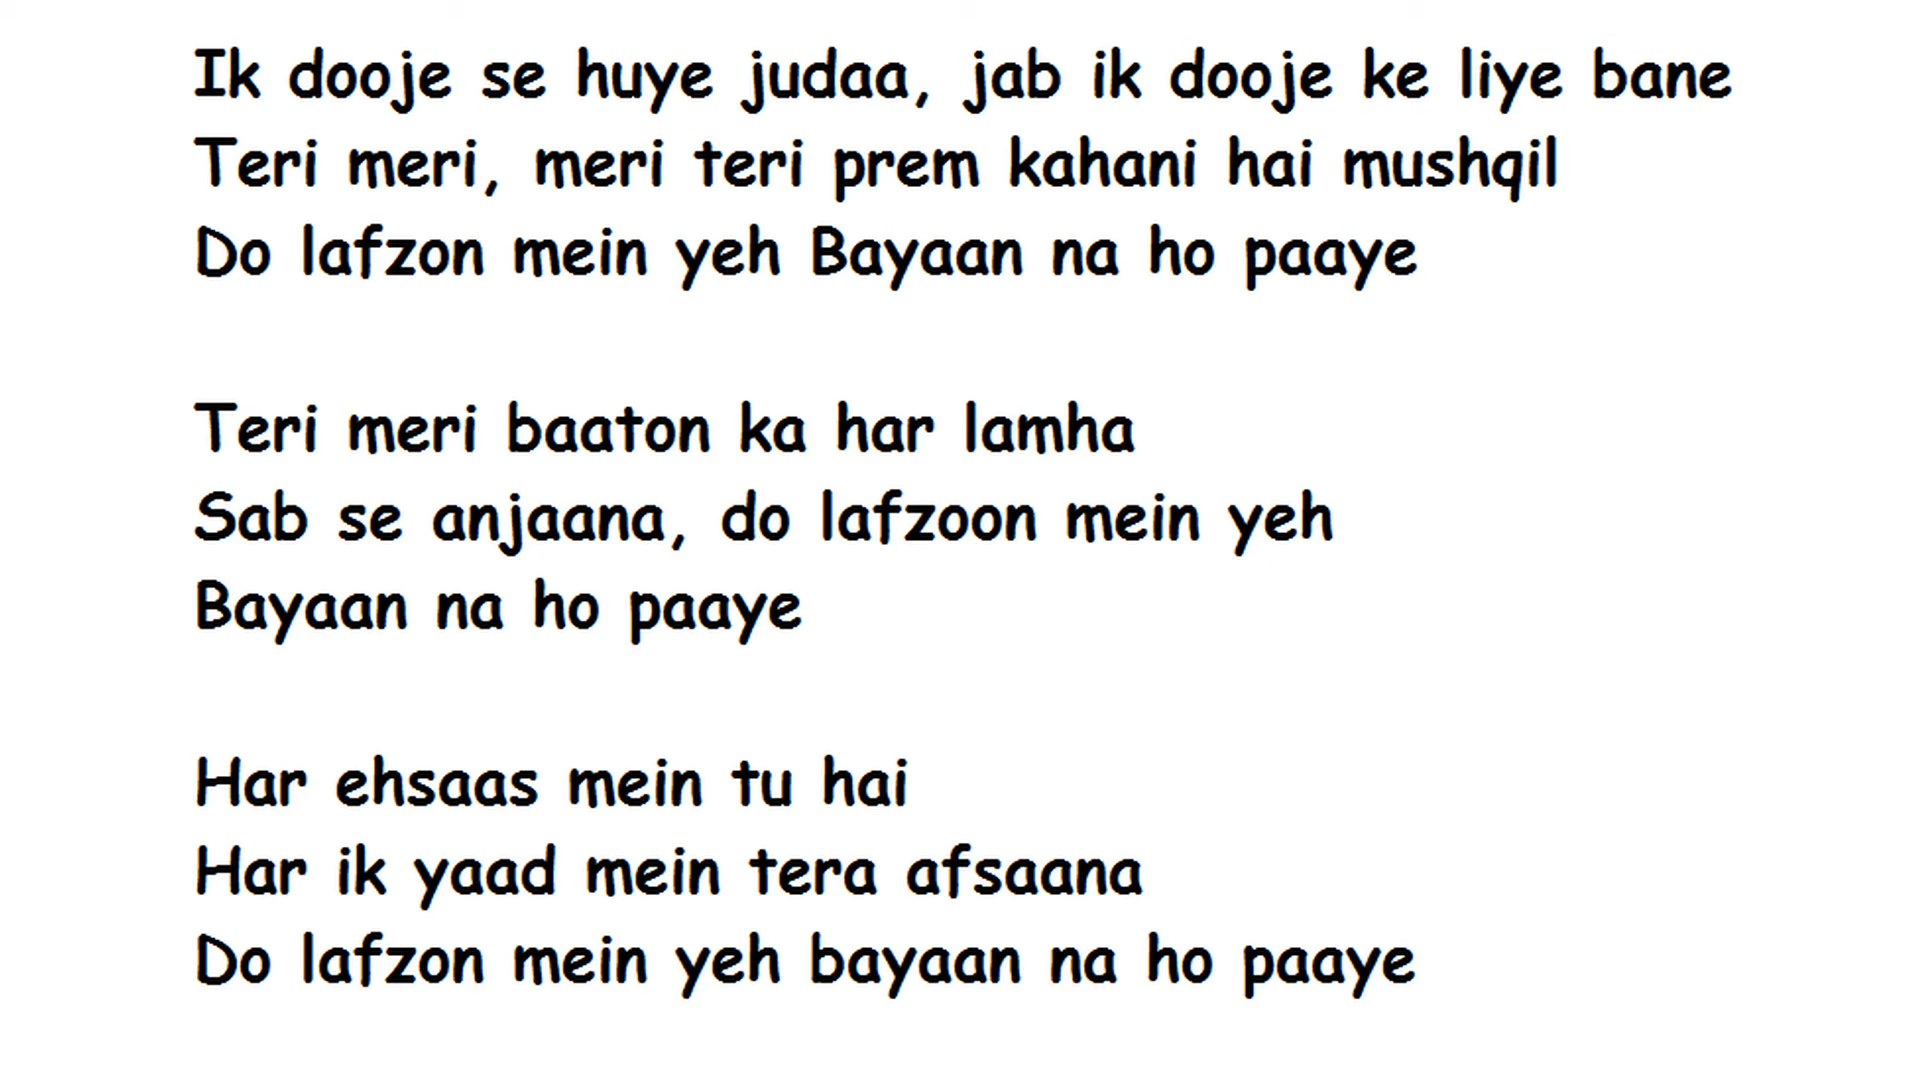 Ik dooje se huye judaa, jab ik dooje ke liye bane
Teri meri, meri teri prem kahani hai mushqil
Do lafzon mein yeh Bayaan na ho paaye
Teri meri baaton ka har lamha
Sab se anjaana, do lafzoon mein yeh
Bayaan na ho paaye
Har ehsaas mein tu hai
Har ik yaad mein tera afsaana
Do lafzon mein yeh bayaan na ho paaye